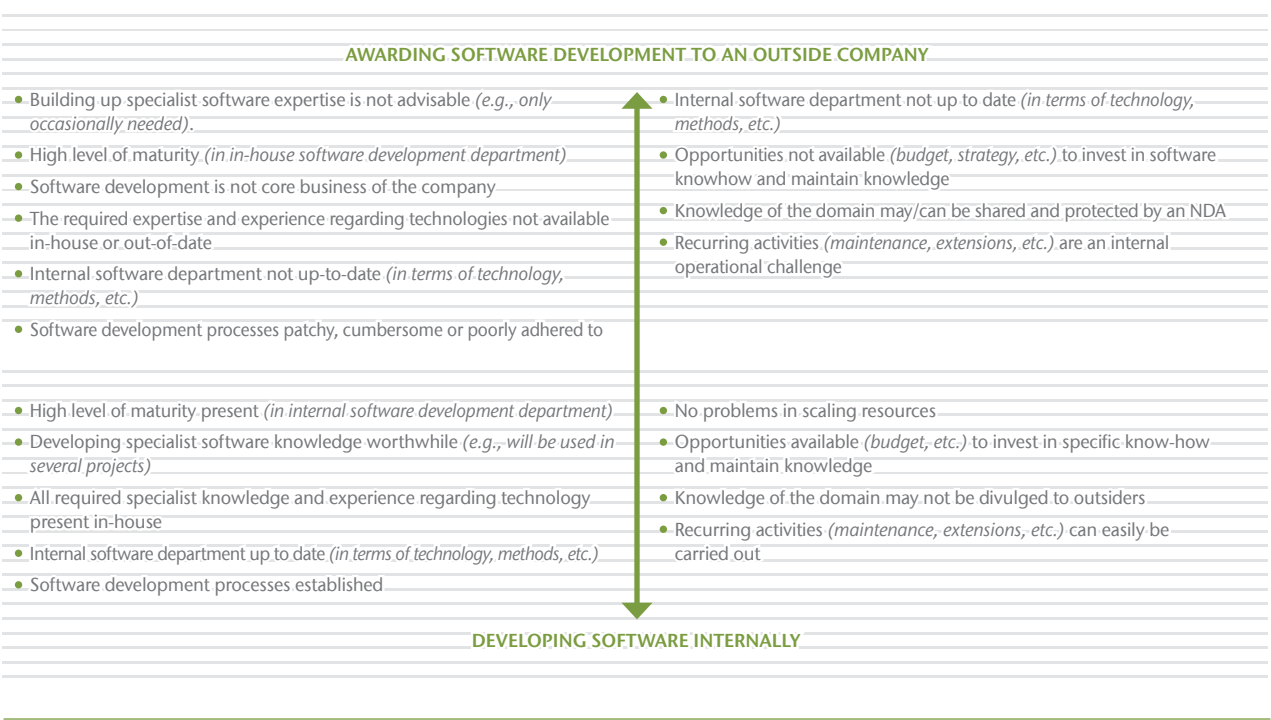 AWARDING SOFTWARE DEVELOPMENT TO AN OUTSIDE COMPANY
• Building up specialist software expertise is not advisable (e.g., only
occasionally needed).
• High level of maturity (in in-house software development department)
• Software development is not core business of the company
• The required expertise and experience regarding technologies not available
in-house or out-of-date
• Internal software department not up-to-date (in terms of technology,
methods, etc.)
• Software development processes patchy, cumbersome or poorly adhered to
• Internal software department not up to date (in terms of technology,
methods, etc.)
• Opportunities not available (budget, strategy, etc.) to invest in software
knowhow and maintain knowledge
• Knowledge of the domain may/can be shared and protected by an NDA
• Recurring activities (maintenance, extensions, etc.) are an internal
operational challenge
• High level of maturity present (in internal software development department)
• Developing specialist software knowledge worthwhile (e.g., will be used in
several projects)
• All required specialist knowledge and experience regarding technology
present in-house
• Internal software department up to date (in terms of technology, methods, etc.)
• Software development processes established
• No problems in scaling resources
• Opportunities available (budget, etc.) to invest in specific know-how
and maintain knowledge
• Knowledge of the domain may not be divulged to outsiders
• Recurring activities (maintenance, extensions, etc.) can easily be
carried out
DEVELOPING SOFTWARE INTERNALLY